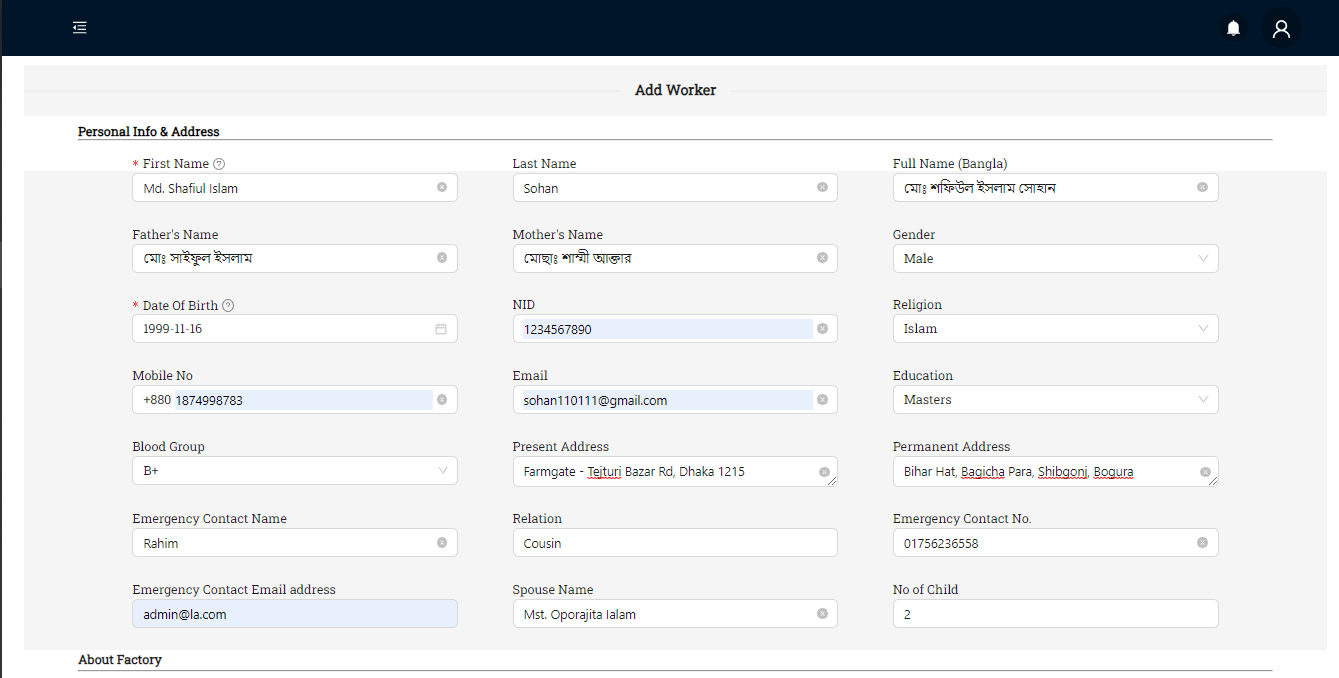 Add Worker
Personal Info & Address
* First Name
Last Name
Full Name (Bangla)
Md. Shafiul Islam
Sohan
মোঃ শফিউল ইসলাম সোহান
Father's Name
Mother's Name
Gender
মোঃ সাইফুল ইসলাম
মোছাঃ শাম্মী আক্তার
Male
* Date Of Birth
NID
Religion
1999-11-16
1234567890
Islam
Mobile No
Email
Education
+880 1874998783
sohan110111@gmail.com
Masters
Blood Group
Present Address
Permanent Address
B+
Farmgate - Tejturi Bazar Rd, Dhaka 1215
Bihar Hat, Bagicha Para, Shibgonj, Bogura
Emergency Contact Name
Relation
Emergency Contact No.
Rahim
Cousin
01756236558
Emergency Contact Email address
Spouse Name
No of Child
admin@la.com
Mst. Oporajita Ialam
2
About Factory